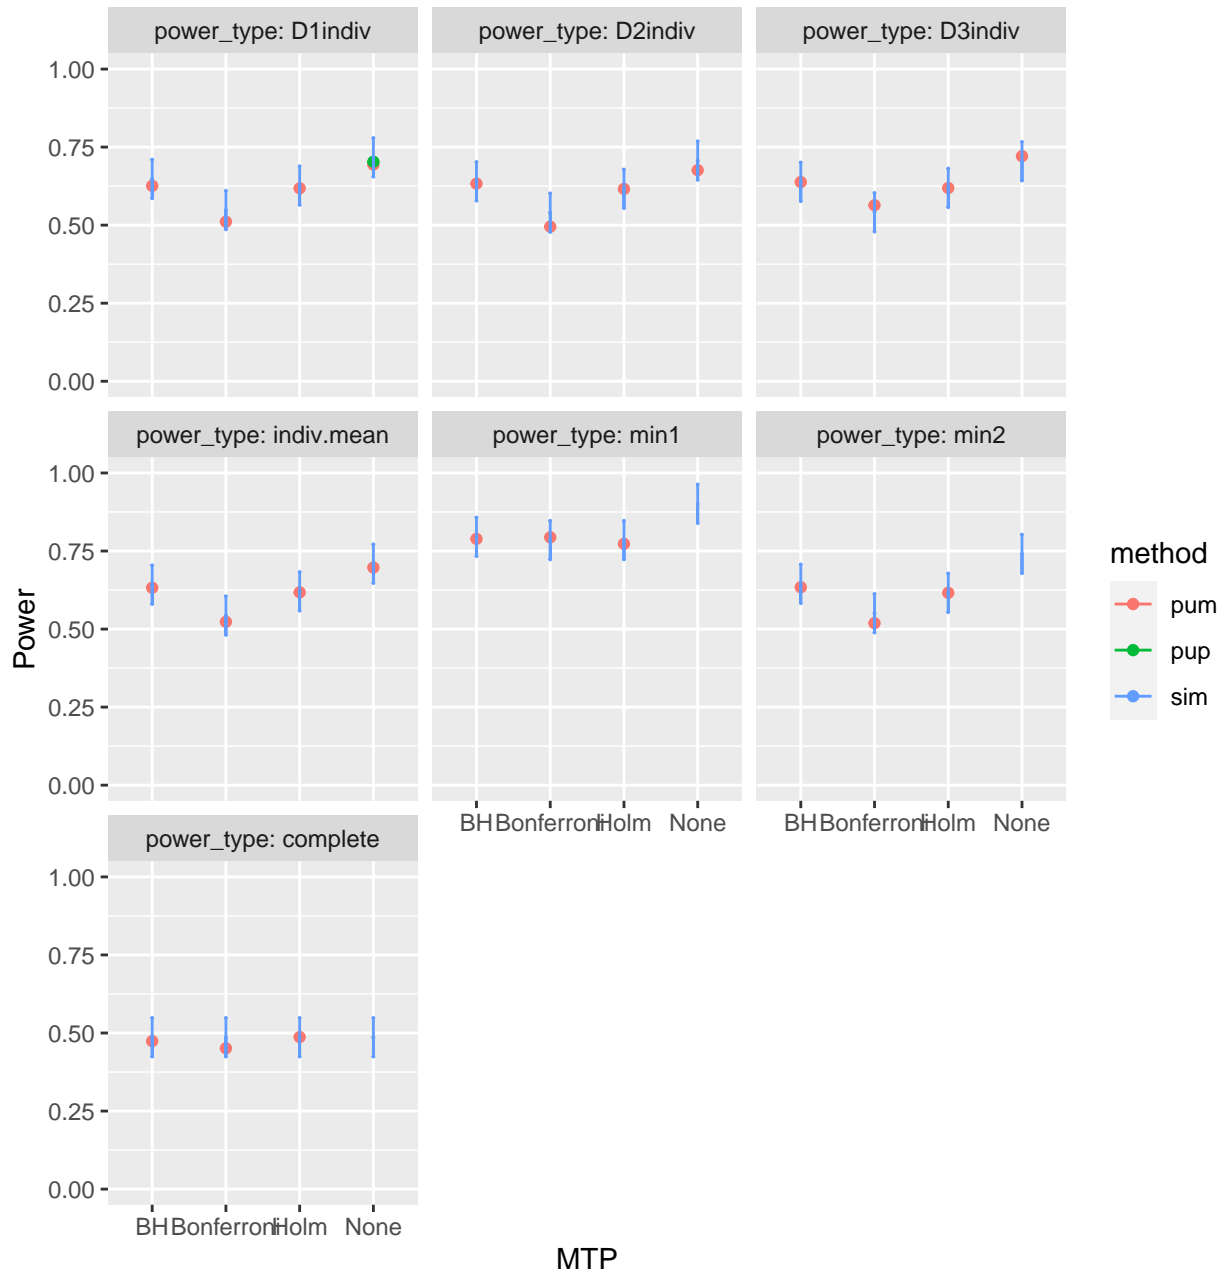 power_type: D1indiv
power_type: D2indiv
power_type: D3indiv
1.00
0.75
0.50
0.25
0.00
power_type: indiv.mean
power_type: min1
power_type: min2
1.00
0.75
0.50
0.25
0.00
BH Bonferroni Holm None
BH Bonferroni Holm None
power_type: complete
1.00
0.75
0.50
0.25
0.00
BH Bonferroni Holm None
MTP
Power
method
pum
pup
sim